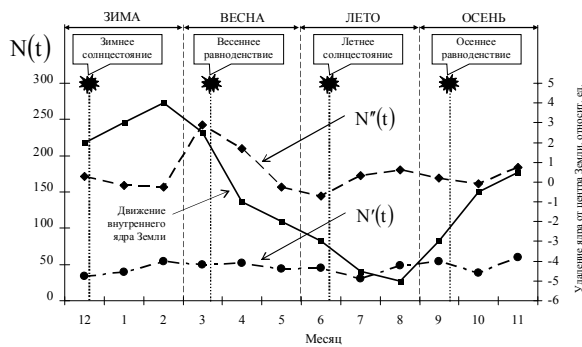 ЗИМА ВЕСНА ЛЕТО ОСЕНЬ
N(t)
Зимнее солнцестояние
Весеннее равноденствие
Летнее солнцестояние
Осеннее равноденствие
300
250
200
150
100
50
0
N″(t)
Движение
внутреннего
ядра Земли
N′(t)
5
4
3
2
1
0
-1
-2
-3
-4
-5
-6
Удаление ядра от центра Земли, относит. ед.
12 1 2 3 4 5 6 7 8 9 10 11
Месяц